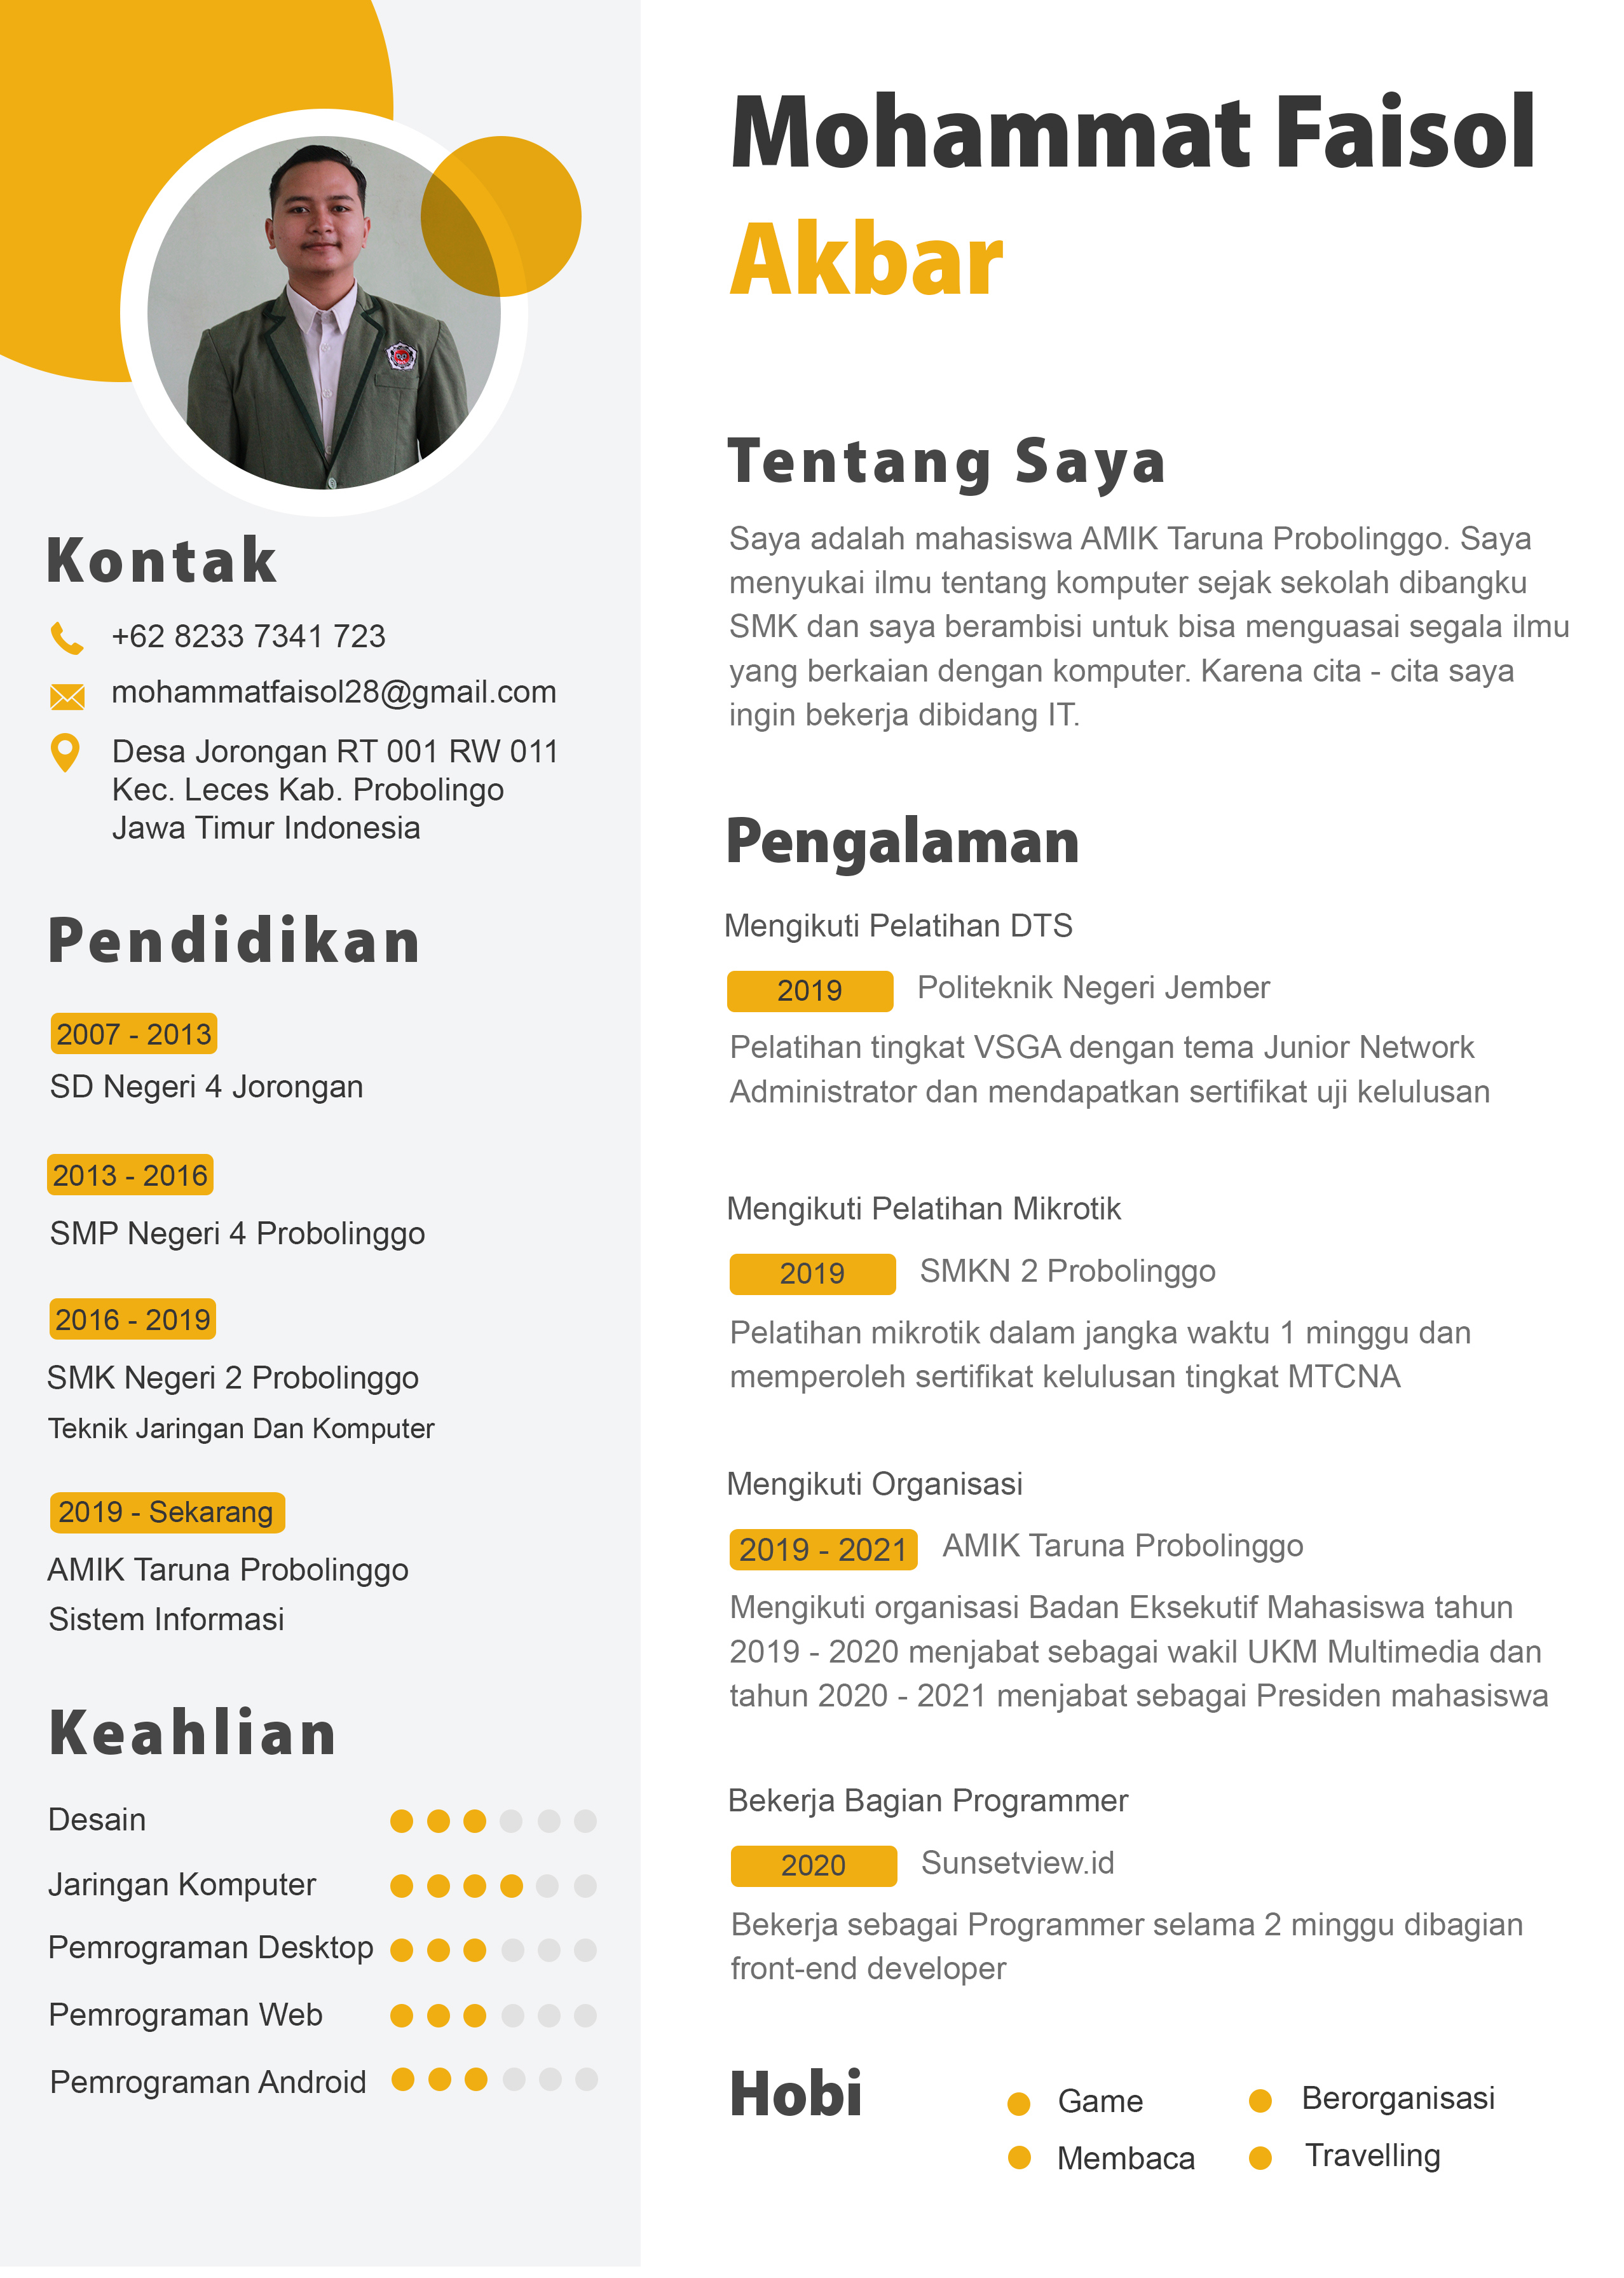 Mohammat Faisol
Akbar
Kontak
+62 8233 7341 723
mohammatfaisol28@gmail.com
Desa Jorongan RT 001 RW 011
Kec. Leces Kab. Probolingo
Jawa Timur Indonesia
Pendidikan
2007 - 2013
SD Negeri 4 Jorongan
2013 - 2016
SMP Negeri 4 Probolinggo
2016 - 2019
SMK Negeri 2 Probolinggo
Teknik Jaringan Dan Komputer
2019 - Sekarang
AMIK Taruna Probolinggo
Sistem Informasi
Keahlian
Desain
Jaringan Komputer
Pemrograman Desktop
Pemrograman Web
Pemrograman Android
Tentang Saya
Saya adalah mahasiswa AMIK Taruna Probolinggo. Saya
menyukai ilmu tentang komputer sejak sekolah dibangku
SMK dan saya berambisi untuk bisa menguasai segala ilmu
yang berkaian dengan komputer. Karena cita - cita saya
ingin bekerja dibidang IT.
Pengalaman
Mengikuti Pelatihan DTS
2019 Politeknik Negeri Jember
Pelatihan tingkat VSGA dengan tema Junior Network
Administrator dan mendapatkan sertifikat uji kelulusan
Mengikuti Pelatihan Mikrotik
2019 SMKN 2 Probolinggo
Pelatihan mikrotik dalam jangka waktu 1 minggu dan
memperoleh sertifikat kelulusan tingkat MTCNA
Mengikuti Organisasi
2019 - 2021 AMIK Taruna Probolinggo
Mengikuti organisasi Badan Eksekutif Mahasiswa tahun
2019 - 2020 menjabat sebagai wakil UKM Multimedia dan
tahun 2020 - 2021 menjabat sebagai Presiden mahasiswa
Bekerja Bagian Programmer
2020 Sunsetview.id
Bekerja sebagai Programmer selama 2 minggu dibagian
front-end developer
Hobi
Game
Berorganisasi
Membaca
Travelling